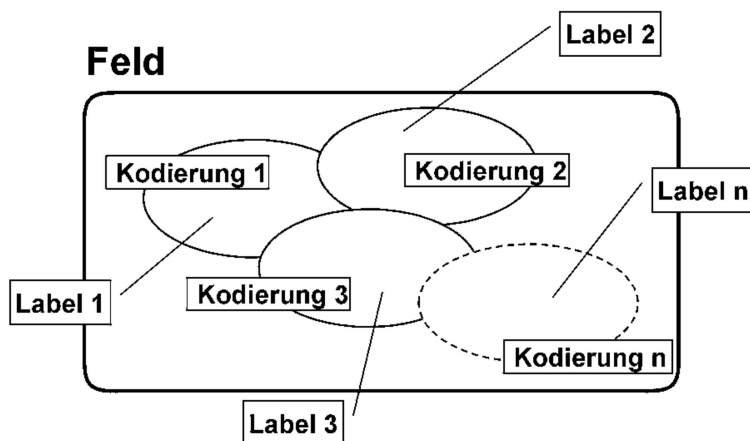 Label 2
Feld
Kodierung 1
Kodierung 2
Label n
Label 1
Kodierung 3
Kodierung n
Label 3